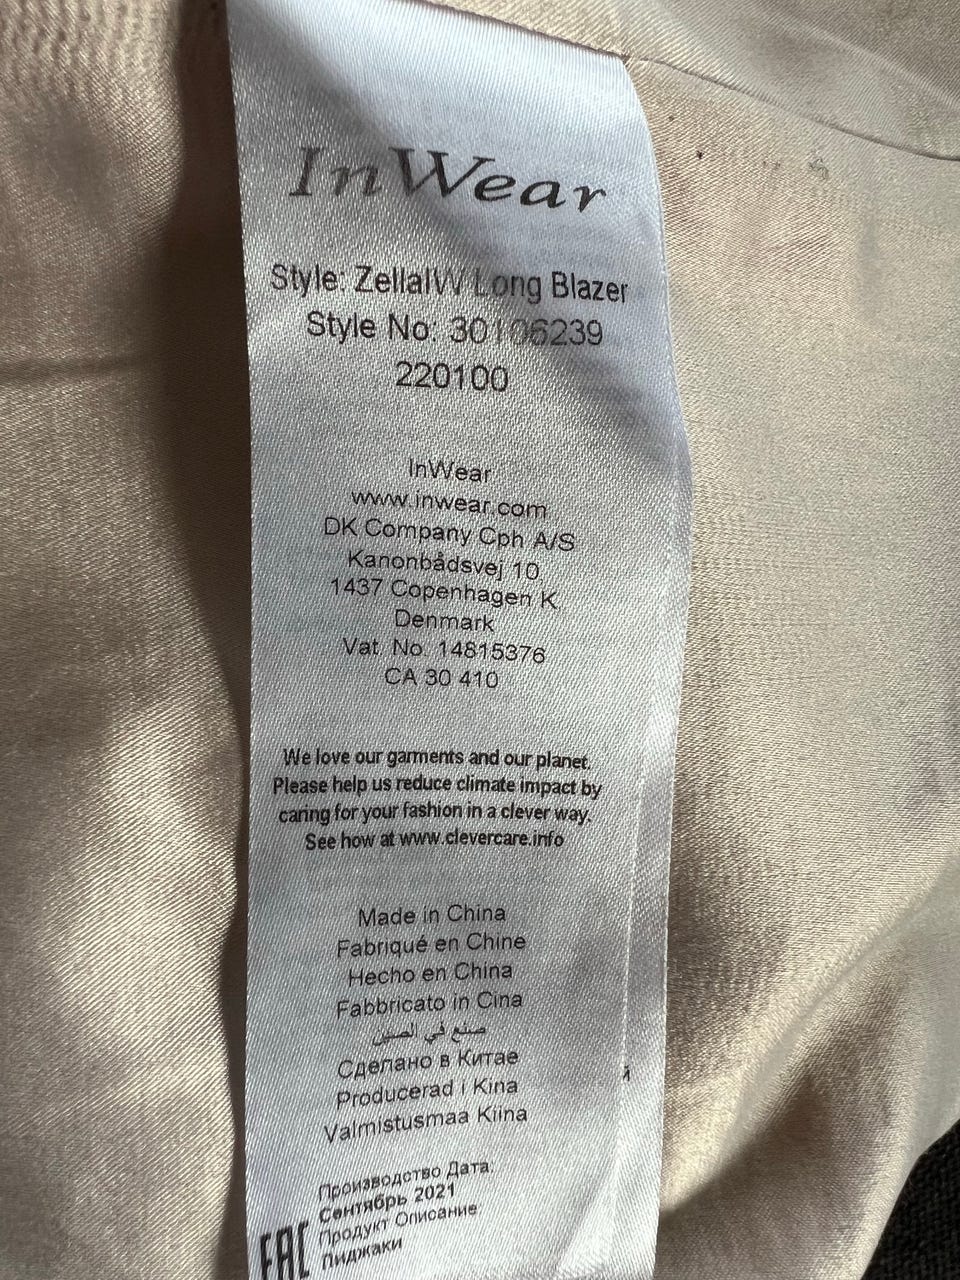 InWear
Style: ZellaIW Long Blazer
Style No: 30106239
220100
InWear
www.inwear.com
DK Company Cph A/S
Kanonbådsvej 10
1437 Copenhagen K
Denmark
Vat. No. 14815376
CA 30 410
We love our garments and our planet.
Please help us reduce climate impact by
caring for your fashion in a clever way.
See how at www.clevercare.info
Made in China
Fabriqué en Chine
Hecho en China
Fabbricato in Cina
صنع في الصين
Сделано в Китае
Producerad i Kina
Valmistusmaa Kiina
Производство Дата:
Сентябрь 2021
Продукт Описание:
Пиджаки
EAC